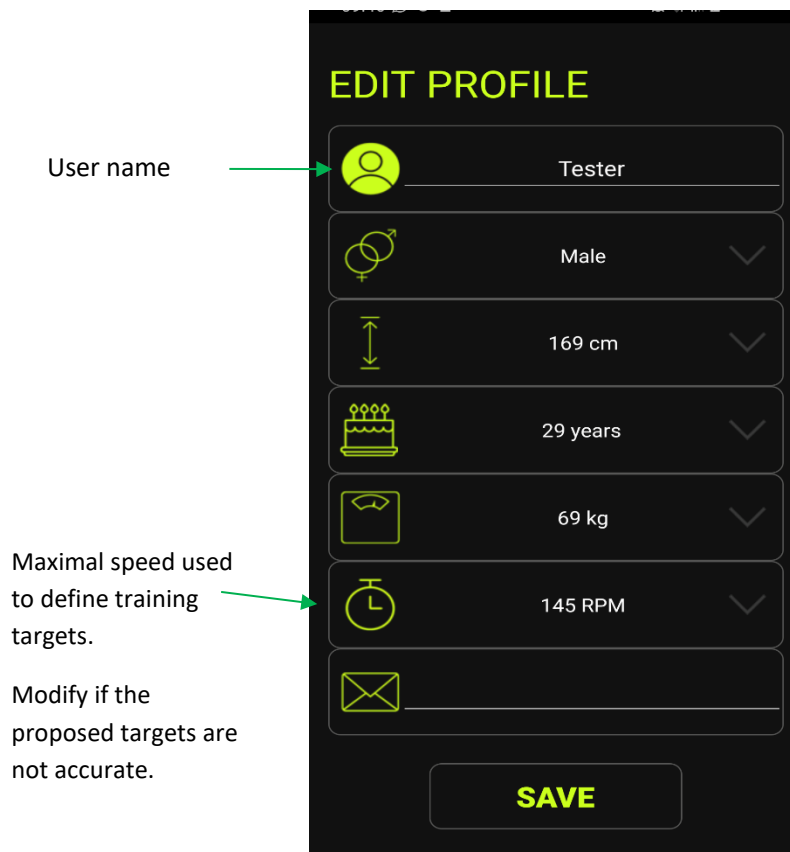 EDIT PROFILE
User name
Tester
Male
169 cm
29 years
69 kg
Maximal speed used
to define training
targets.
145 RPM
Modify if the
proposed targets are
not accurate.
SAVE